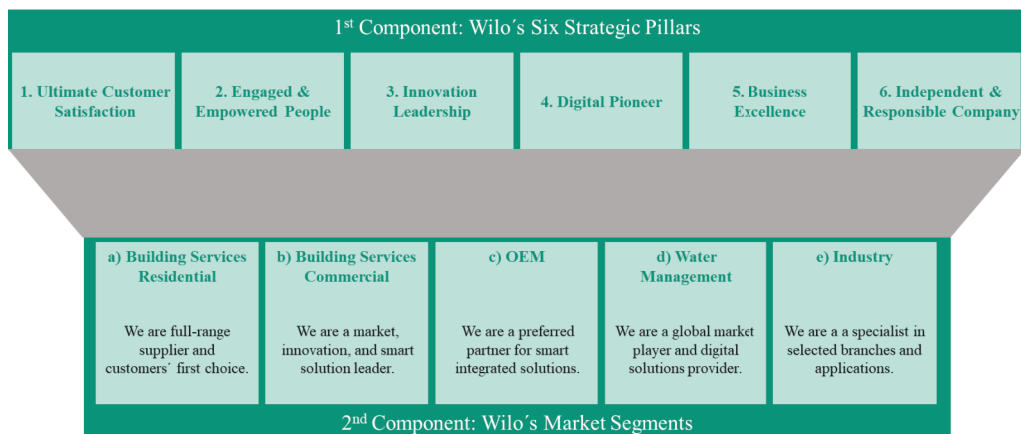 1st Component: Wilo´s Six Strategic Pillars
1. Ultimate Customer
Satisfaction
2. Engaged &
Empowered People
3. Innovation
Leadership
4. Digital Pioneer
5. Business
Excellence
6. Independent &
Responsible Company
a) Building Services
Residential
We are full-range
supplier and
customers´ first choice.
b) Building Services
Commercial
We are a market,
innovation, and smart
solution leader.
c) OEM
We are a preferred
partner for smart
integrated solutions.
d) Water
Management
We are a global market
player and digital
solutions provider.
e) Industry
We are a a specialist in
selected branches and
applications.
2nd Component: Wilo´s Market Segments